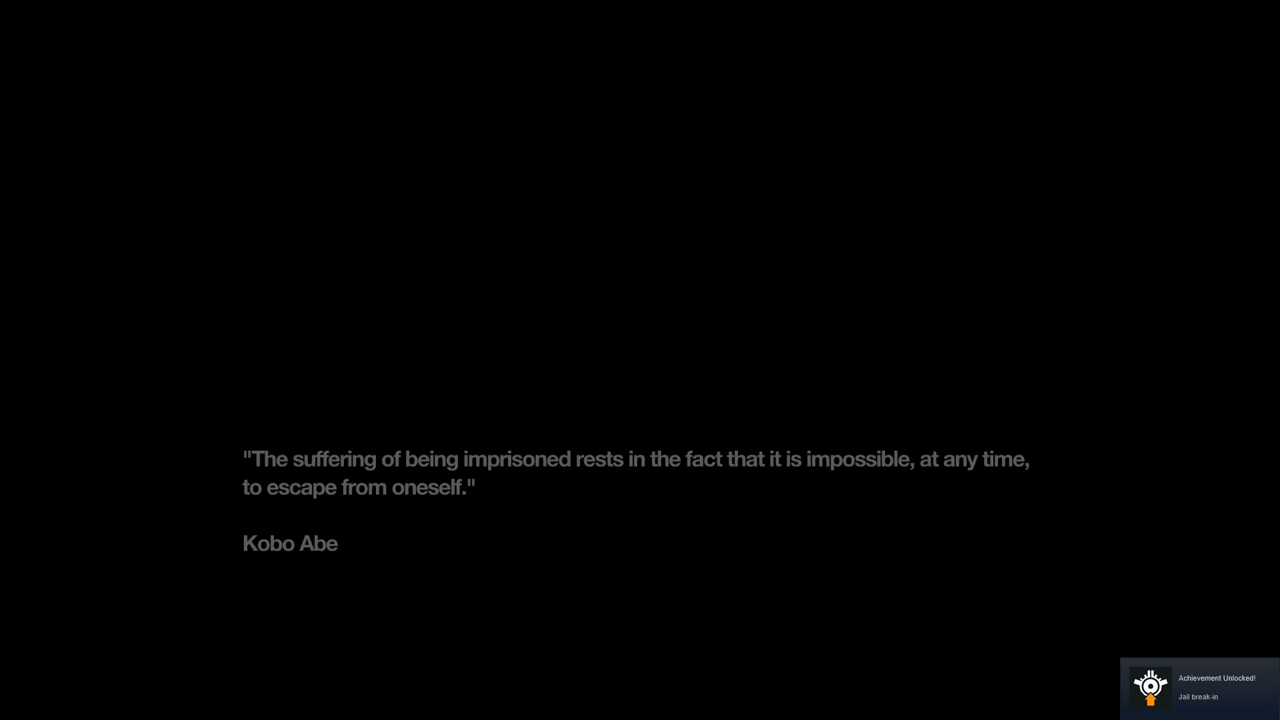 "The suffering of being imprisoned rests in the fact that it is impossible, at any time,
to escape from oneself."
Kobo Abe
Achievement Unlocked!
Jail break-in